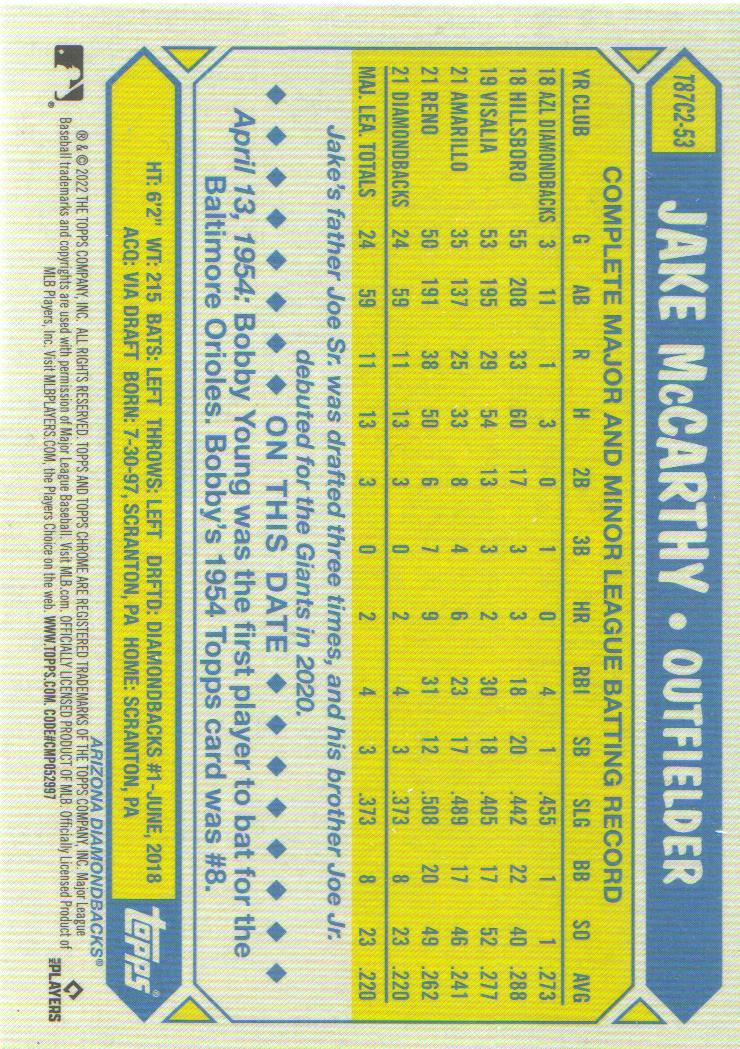 T87C2-53
JAKE McCARTHY • OUTFIELDER
COMPLETE MAJOR AND MINOR LEAGUE BATTING RECORD
YR CLUB G AB R H 2B 3B HR RBI SB SLG BB SO AVG
18 AZL DIAMONDBACKS 3 11 1 3 0 1 0 4 1 .455 1 1 .273
18 HILLSBORO 55 208 33 60 17 3 3 18 20 .442 22 40 .288
19 VISALIA 53 195 29 54 13 3 2 30 18 .405 17 52 .277
21 AMARILLO 35 137 25 33 8 4 6 23 17 .489 17 46 .241
21 RENO 50 191 38 50 6 7 9 31 12 .508 20 49 .262
21 DIAMONDBACKS 24 59 11 13 3 0 2 4 3 .373 8 23 .220
MAJ. LEA. TOTALS 24 59 11 13 3 0 2 4 3 .373 8 23 .220
Jake's father Joe Sr. was drafted three times, and his brother Joe Jr.
debuted for the Giants in 2020.
◆ ◆ ◆ ◆ ◆ ◆ ◆ ◆ ON THIS DATE ◆ ◆ ◆ ◆ ◆ ◆ ◆ ◆
April 13, 1954: Bobby Young was the first player to bat for the
Baltimore Orioles. Bobby's 1954 Topps card was #8.
HT: 6'2" WT: 215 BATS: LEFT THROWS: LEFT DRFTD: DIAMONDBACKS #1-JUNE, 2018
ACQ: VIA DRAFT BORN: 7-30-97, SCRANTON, PA HOME: SCRANTON, PA
topps®
ARIZONA DIAMONDBACKS®
® & © 2022 THE TOPPS COMPANY, INC. ALL RIGHTS RESERVED. TOPPS AND TOPPS CHROME ARE REGISTERED TRADEMARKS OF THE TOPPS COMPANY, INC. Major League
Baseball trademarks and copyrights are used with permission of Major League Baseball. Visit MLB.com. OFFICIALLY LICENSED PRODUCT OF MLB. Officially Licensed Product of
MLB Players, Inc. Visit MLBPLAYERS.COM, the Players Choice on the web. WWW.TOPPS.COM. CODE#CMP052997
MLB PLAYERS